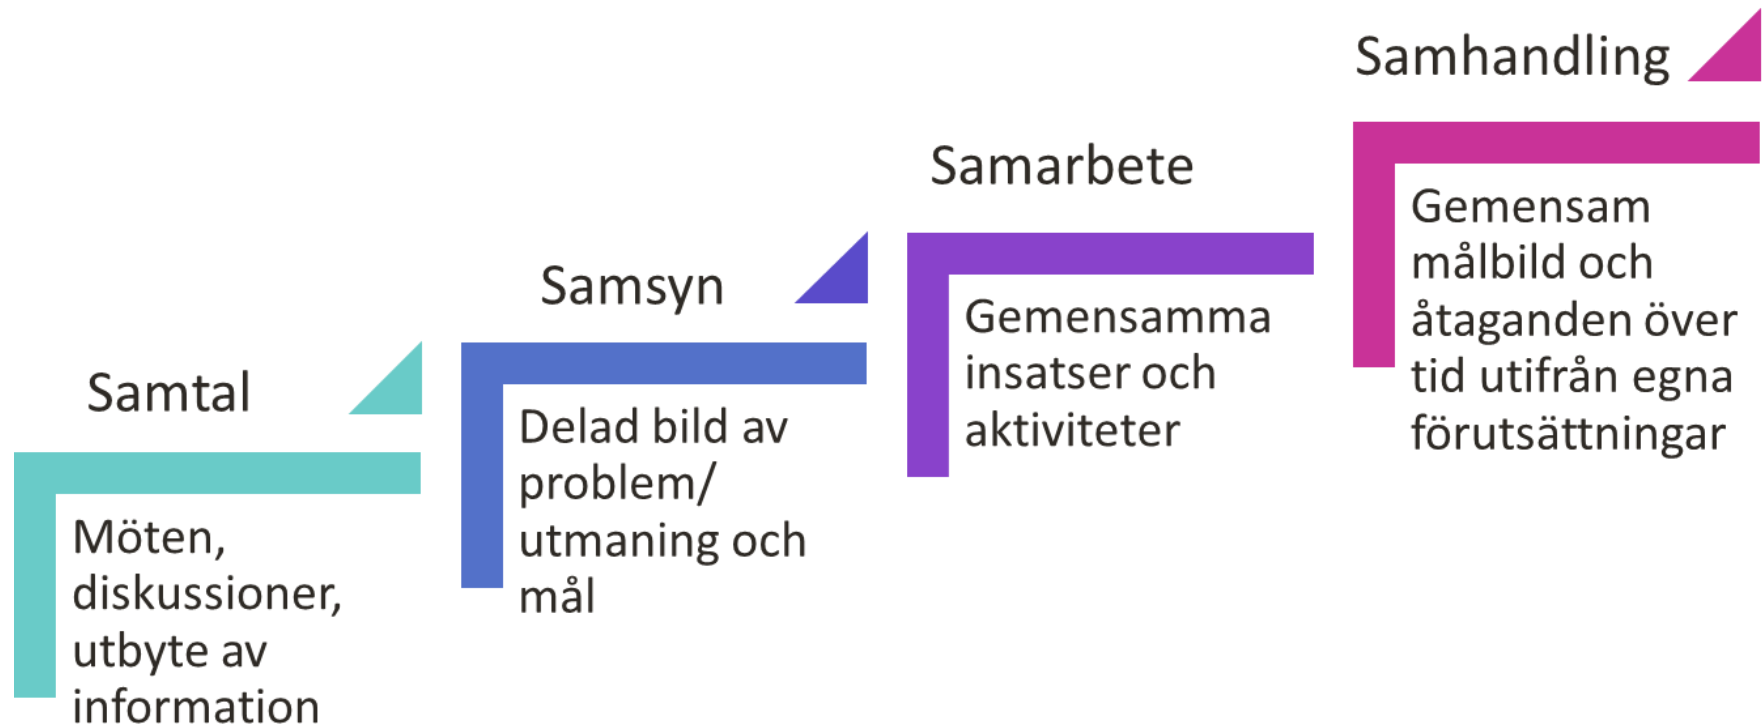 Samtal
Möten,
diskussioner,
utbyte av
information
Samsyn
Delad bild av
problem/
utmaning och
mål
Samarbete
Gemensamma
insatser och
aktiviteter
Samhandling
Gemensam
målbild och
åtaganden över
tid utifrån egna
förutsättningar